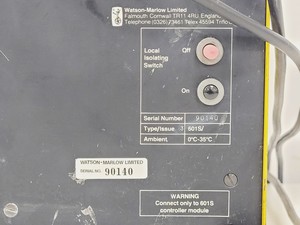 Watson-Marlow Limited
Falmouth Cornwall TR11 4RU, England
Telephone (0326) 73461 Telex 45594
Local Off
Isolating
Switch
On
Serial Number 90140
Type/Issue 601S/
Ambient 0°C-35°C
WATSON-MARLOW LIMITED
SERIAL NO. 90140
WARNING
Connect only to 601S
controller module